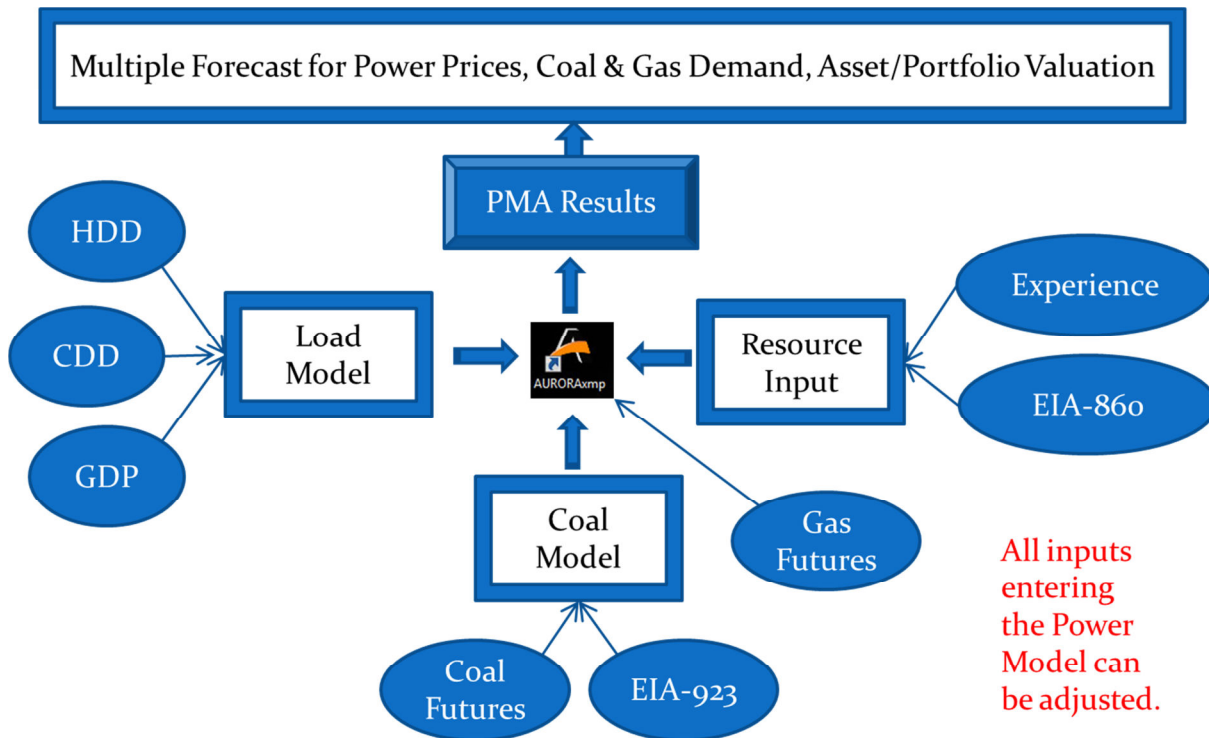 Multiple Forecast for Power Prices, Coal & Gas Demand, Asset/Portfolio Valuation
PMA Results
HDD
CDD
GDP
Load
Model
AURORAxmp
Resource
Input
Experience
EIA-860
Coal
Model
Gas
Futures
Coal
Futures
EIA-923
All inputs
entering
the Power
Model can
be adjusted.